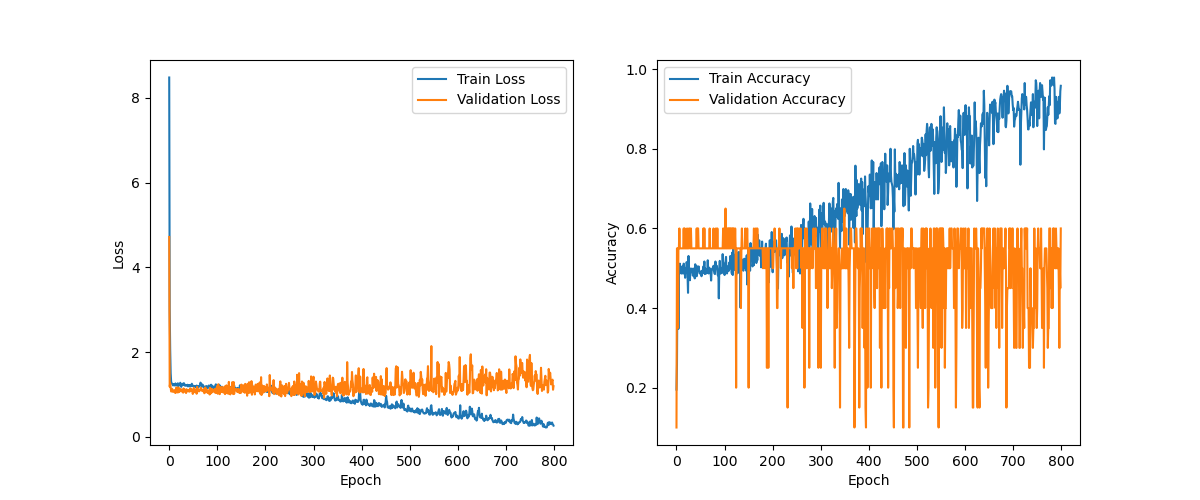 Train Loss
Validation Loss
8
6
4
2
0
Loss
0 100 200 300 400 500 600 700 800
Epoch
Train Accuracy
Validation Accuracy
1.0
0.8
0.6
0.4
0.2
Accuracy
0 100 200 300 400 500 600 700 800
Epoch